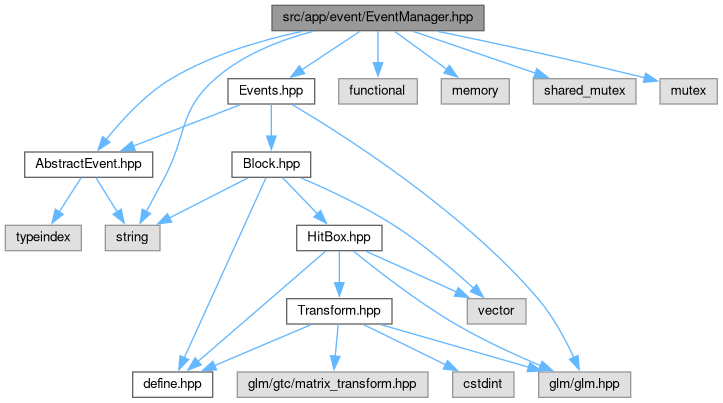 src/app/event/EventManager.hpp
Events.hpp
functional
memory
shared_mutex
mutex
AbstractEvent.hpp
Block.hpp
typeindex
string
HitBox.hpp
Transform.hpp
vector
define.hpp
glm/gtc/matrix_transform.hpp
cstdint
glm/glm.hpp